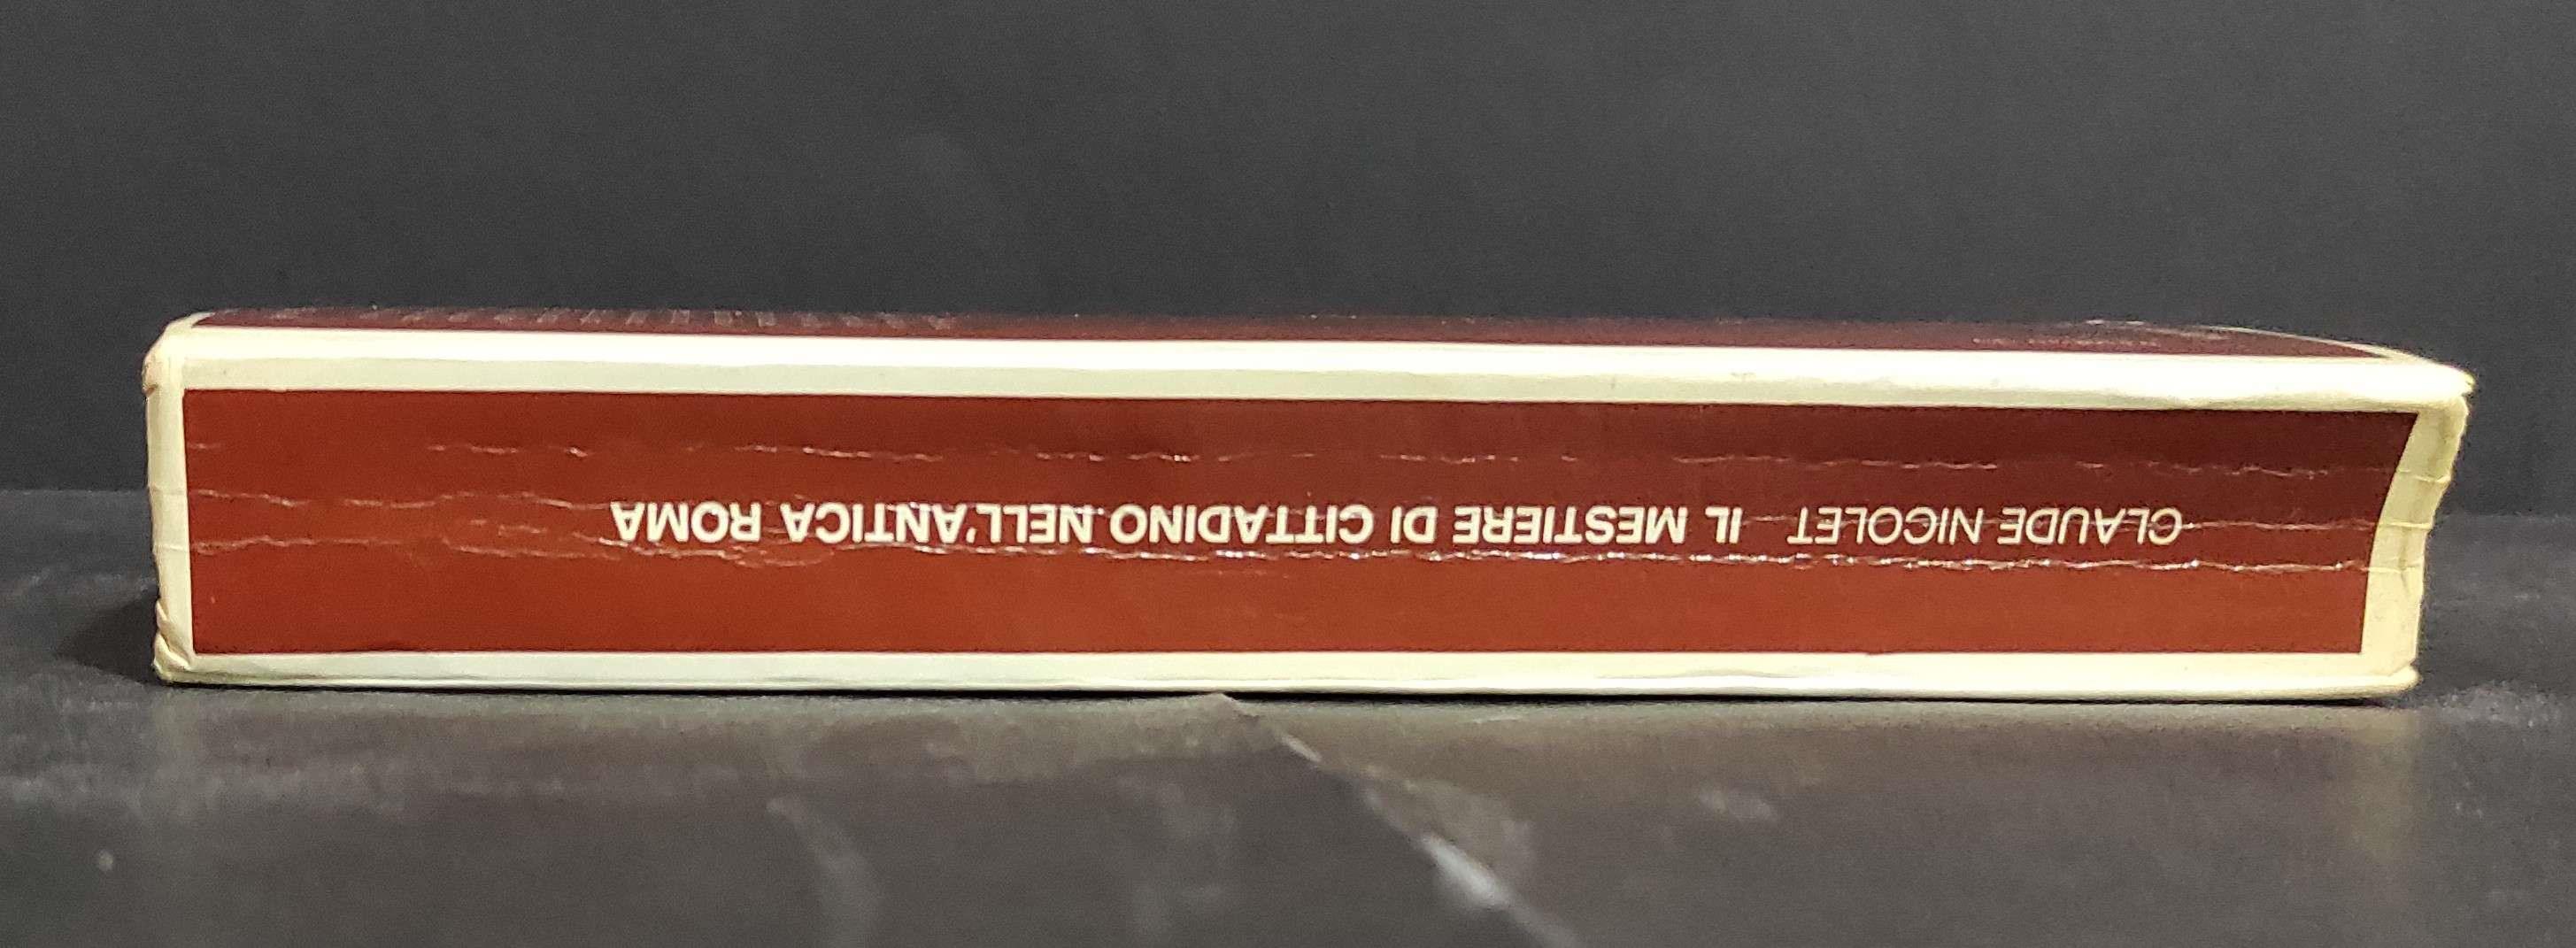 CLAUDE NICOLET IL MESTIERE DI CITTADINO NELL'ANTICA ROMA